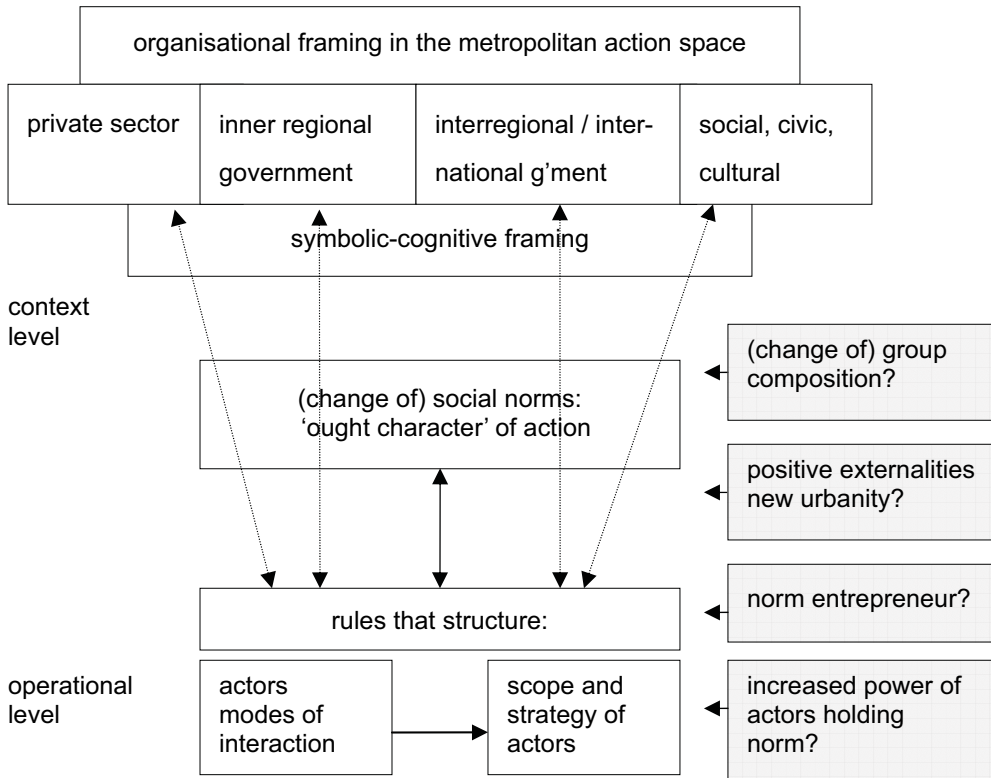 organisational framing in the metropolitan action space
private sector
inner regional
government
interregional / inter-
national g’ment
social, civic,
cultural
symbolic-cognitive framing
context
level
(change of) group
composition?
(change of) social norms:
‘ought character’ of action
positive externalities
new urbanity?
norm entrepreneur?
rules that structure:
operational
level
actors
modes of
interaction
scope and
strategy of
actors
increased power of
actors holding
norm?